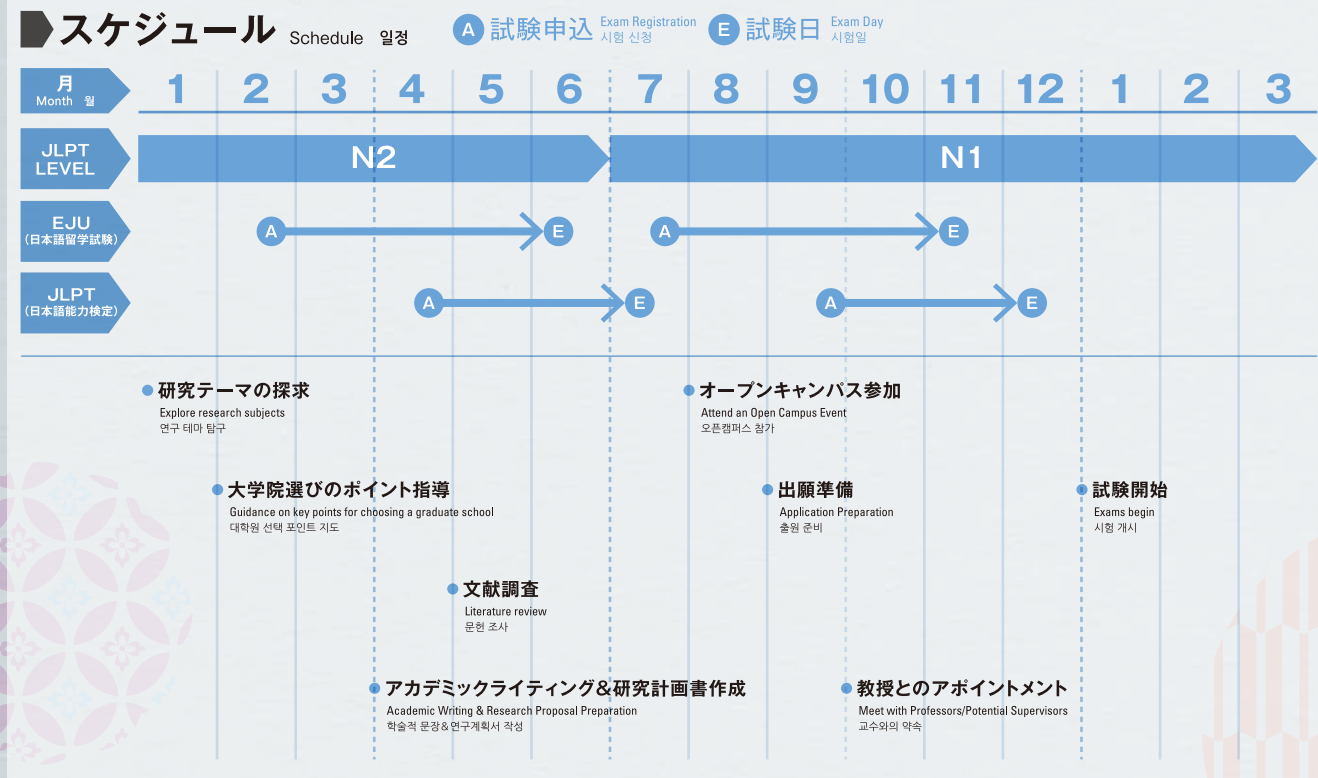 スケジュール Schedule 일정
A 試験申込 Exam Registration 시험 신청
E 試験日 Exam Day 시험일
月 Month 월
1 2 3 4 5 6 7 8 9 10 11 12 1 2 3
JLPT LEVEL
N2 N1
EJU
(日本語留学試験)
A E A E
JLPT
(日本語能力検定)
A E A E
研究テーマの探求
Explore research subjects
연구 테마 탐구
オープンキャンパス参加
Attend an Open Campus Event
오픈캠퍼스 참가
大学院選びのポイント指導
Guidance on key points for choosing a graduate school
대학원 선택 포인트 지도
出願準備
Application Preparation
출원 준비
試験開始
Exams begin
시험 개시
文献調査
Literature review
문헌 조사
アカデミックライティング&研究計画書作成
Academic Writing & Research Proposal Preparation
학술적 문장&연구계획서 작성
教授とのアポイントメント
Meet with Professors/Potential Supervisors
교수와의 약속